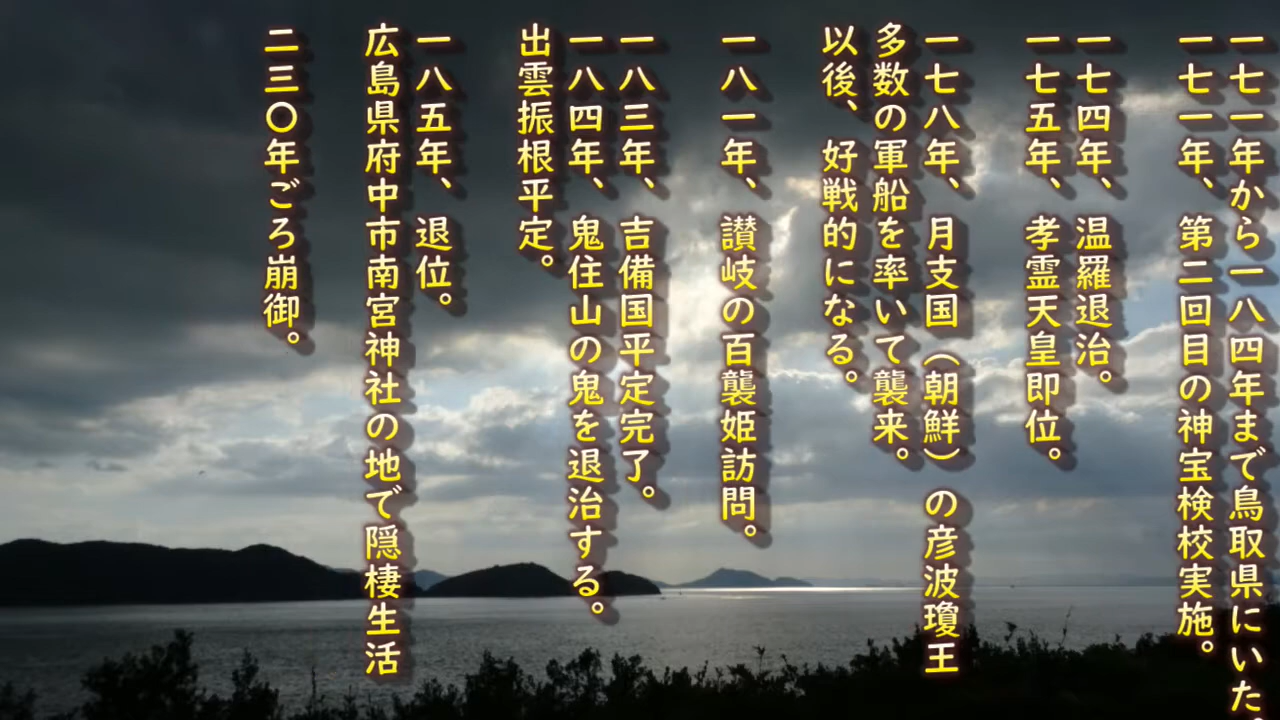 一七一年から一八四年まで鳥取県にいた。
一七一年、第二回目の神宝検校実施。
一七四年、温羅退治。
一七五年、孝霊天皇即位。
一七八年、月支国（朝鮮）の彦波瓊王
多数の軍船を率いて襲来。
以後、好戦的になる。
一八一年、讃岐の百襲姫訪問。
一八三年、吉備国平定完了。
一八四年、鬼住山の鬼を退治する。
出雲振根平定。
一八五年、退位。
広島県府中市南宮神社の地で隠棲生活
二三〇年ごろ崩御。